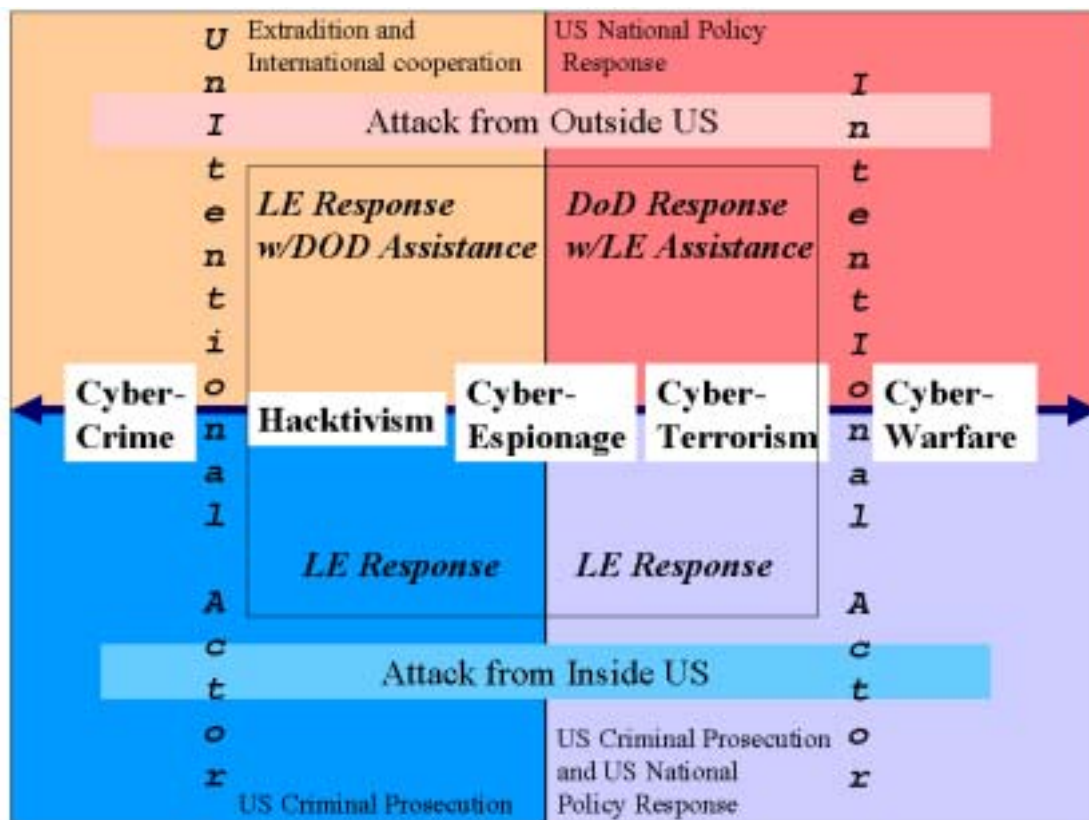 Extradition and
International cooperation
US National Policy
Response
Attack from Outside US
LE Response
w/DOD Assistance
DoD Response
w/LE Assistance
UnItentional Actor
IntentIonal Actor
Cyber-
Crime
Hacktivism
Cyber-
Espionage
Cyber-
Terrorism
Cyber-
Warfare
LE Response
LE Response
Attack from Inside US
US Criminal Prosecution
US Criminal Prosecution
and US National
Policy Response